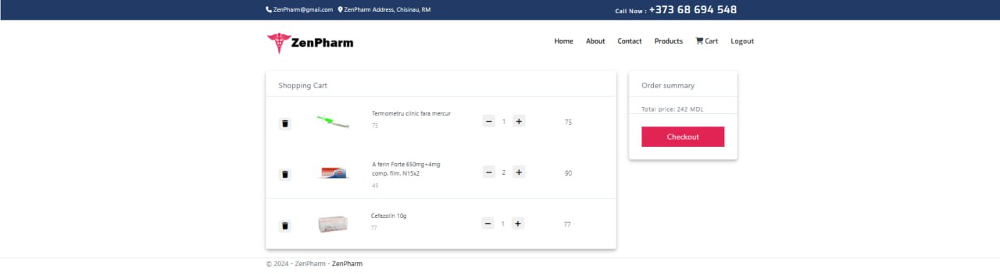 ZenPharm@gmail.com ZenPharm Address, Chisinau, RM
Call Now : +373 68 694 548
ZenPharm
Home About Contact Products Cart Logout
Shopping Cart
Termometru clinic fara mercur
75
1
75
A ferin Forte 650mg+4mg
comp. film. N15x2
45
2
90
Cefazolin 10g
77
1
77
Order summary
Total price: 242 MDL
Checkout
© 2024 - ZenPharm - ZenPharm